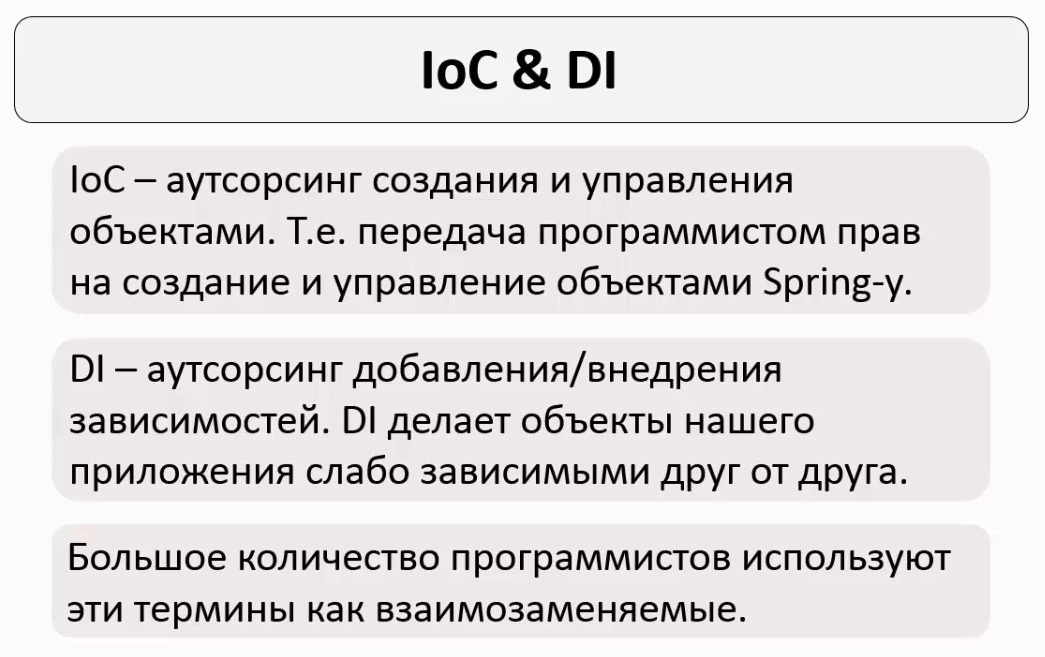 IoC & DI
IoC – аутсорсинг создания и управления
объектами. Т.е. передача программистом прав
на создание и управление объектами Spring-у.
DI – аутсорсинг добавления/внедрения
зависимостей. DI делает объекты нашего
приложения слабо зависимыми друг от друга.
Большое количество программистов используют
эти термины как взаимозаменяемые.